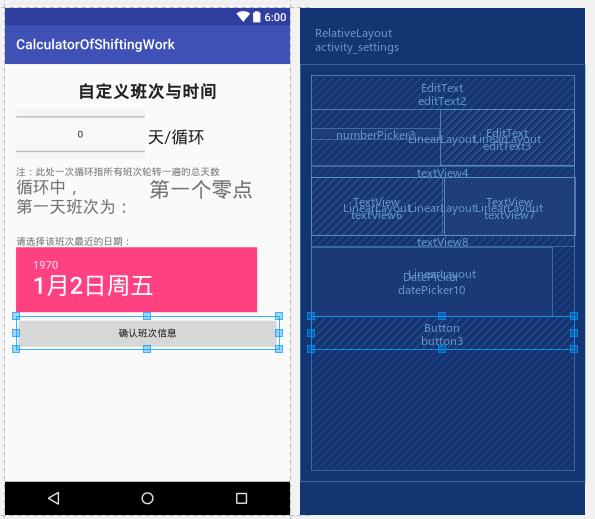 6:00
CalculatorOfShiftingWork
自定义班次与时间
0
天/循环
注：此处一次循环指所有班次轮转一遍的总天数
循环中，
第一天班次为：
第一个零点
请选择该班次最近的日期：
1970
1月2日周五
确认班次信息
RelativeLayout
activity_settings
EditText
editText2
numberPicker3
LinearLayout
EditText
editText3
LinearLayout
textView4
TextView
textView6
LinearLayout
LinearLayout
TextView
textView7
LinearLayout
textView8
LinearLayout
DatePicker
datePicker10
Button
button3